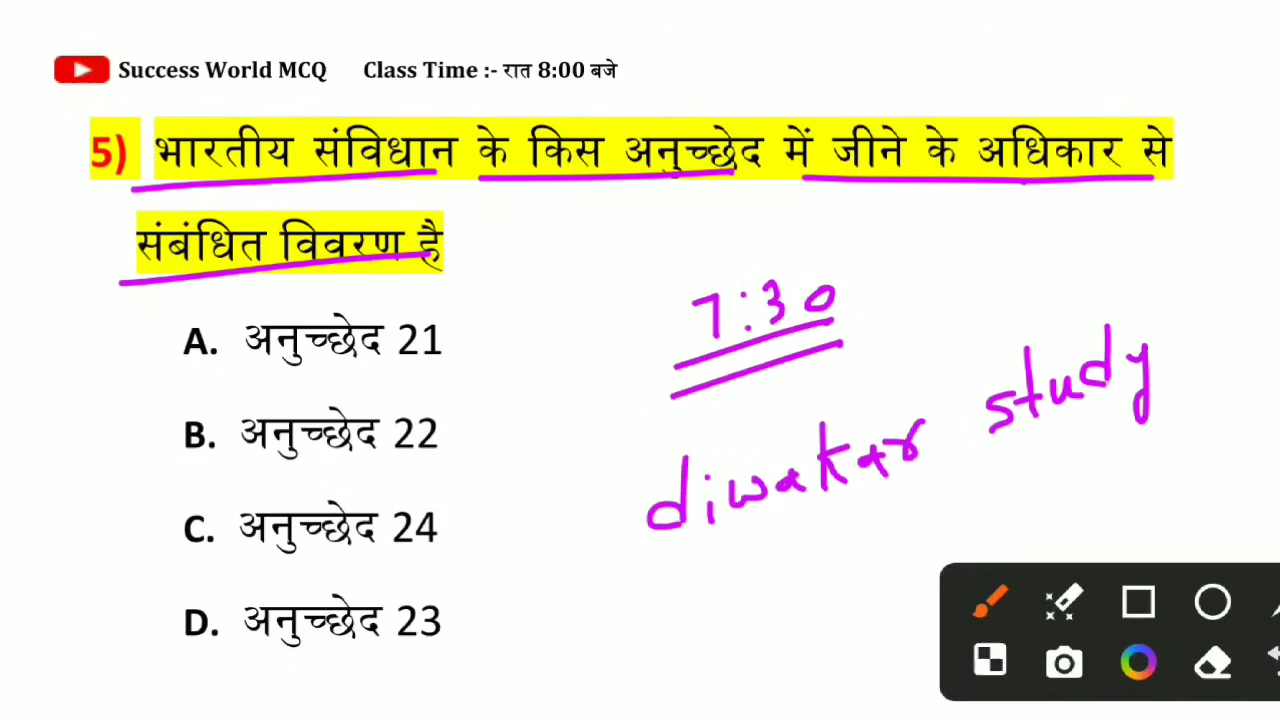 Success World MCQ Class Time :- रात 8:00 बजे
5) भारतीय संविधान के किस अनुच्छेद में जीने के अधिकार से
संबंधित विवरण है
7:30
A. अनुच्छेद 21
diwakar study
B. अनुच्छेद 22
C. अनुच्छेद 24
D. अनुच्छेद 23